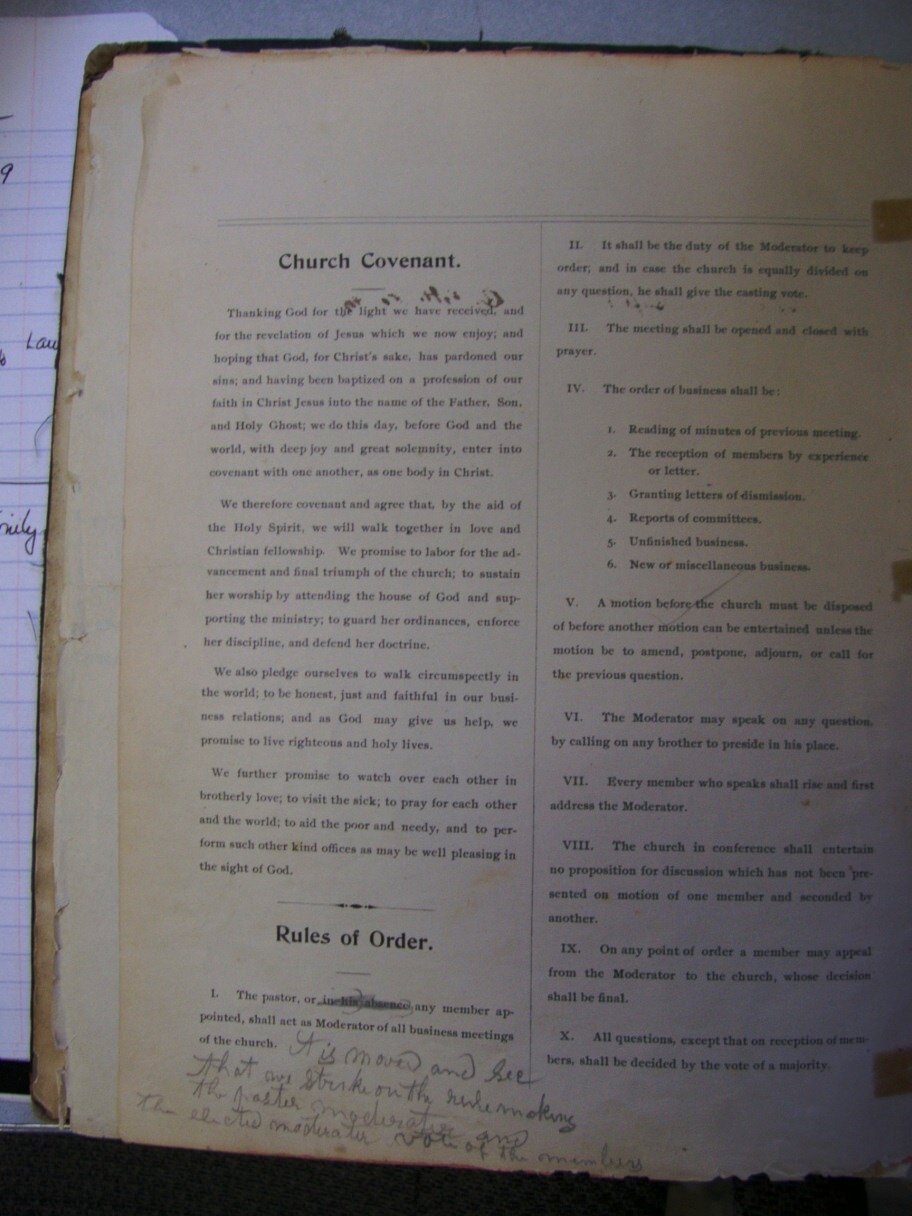 9
Law
mily
Church Covenant.
Thanking God for the light we have received, and
for the revelation of Jesus which we now enjoy; and
hoping that God, for Christ's sake, has pardoned our
sins; and having been baptized on a profession of our
faith in Christ Jesus into the name of the Father, Son,
and Holy Ghost; we do this day, before God and the
world, with deep joy and great solemnity, enter into
covenant with one another, as one body in Christ.
We therefore covenant and agree that, by the aid of
the Holy Spirit, we will walk together in love and
Christian fellowship. We promise to labor for the ad-
vancement and final triumph of the church; to sustain
her worship by attending the house of God and sup-
porting the ministry; to guard her ordinances, enforce
her discipline, and defend her doctrine.
We also pledge ourselves to walk circumspectly in
the world; to be honest, just and faithful in our busi-
ness relations; and as God may give us help, we
promise to live righteous and holy lives.
We further promise to watch over each other in
brotherly love; to visit the sick; to pray for each other
and the world; to aid the poor and needy, and to per-
form such other kind offices as may be well pleasing in
the sight of God.
Rules of Order.
I. The pastor, or in his absence any member ap-
pointed, shall act as Moderator of all business meetings
of the church.
It is moved and Sec
that we strike out the rule making
the paster moderater and
the elected moderater vote of the members
II. It shall be the duty of the Moderator to keep
order; and in case the church is equally divided on
any question, he shall give the casting vote.
III. The meeting shall be opened and closed with
prayer.
IV. The order of business shall be:
1. Reading of minutes of previous meeting.
2. The reception of members by experience
or letter.
3. Granting letters of dismission.
4. Reports of committees.
5. Unfinished business.
6. New or miscellaneous business.
V. A motion before the church must be disposed
of before another motion can be entertained unless the
motion be to amend, postpone, adjourn, or call for
the previous question.
VI. The Moderator may speak on any question,
by calling on any brother to preside in his place.
VII. Every member who speaks shall rise and first
address the Moderator.
VIII. The church in conference shall entertain
no proposition for discussion which has not been pre-
sented on motion of one member and seconded by
another.
IX. On any point of order a member may appeal
from the Moderator to the church, whose decision
shall be final.
X. All questions, except that on reception of mem-
bers, shall be decided by the vote of a majority.